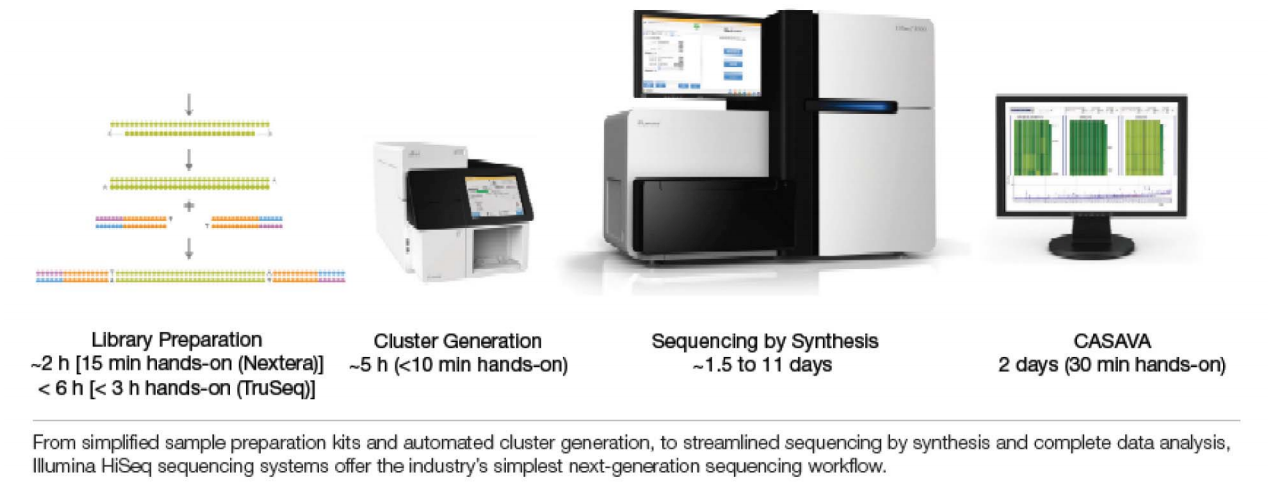 Library Preparation
~2 h [15 min hands-on (Nextera)]
< 6 h [< 3 h hands-on (TruSeq)]
Cluster Generation
~5 h (<10 min hands-on)
Sequencing by Synthesis
~1.5 to 11 days
CASAVA
2 days (30 min hands-on)
From simplified sample preparation kits and automated cluster generation, to streamlined sequencing by synthesis and complete data analysis,
Illumina HiSeq sequencing systems offer the industry's simplest next-generation sequencing workflow.